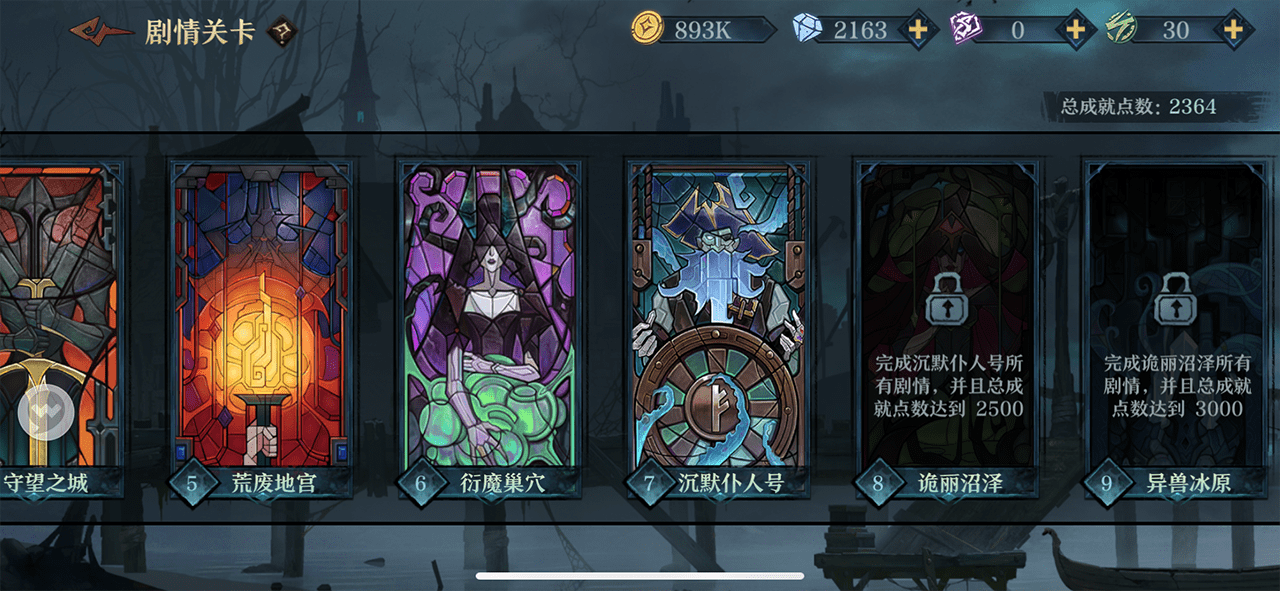 剧情关卡
893K
2163
0
30
总成就点数：2364
完成沉默仆人号所
有剧情，并且总成
就点数达到 2500
完成诡丽沼泽所有
剧情，并且总成就
点数达到 3000
守望之城
5 荒废地宫
6 衍魔巢穴
7 沉默仆人号
8 诡丽沼泽
9 异兽冰原